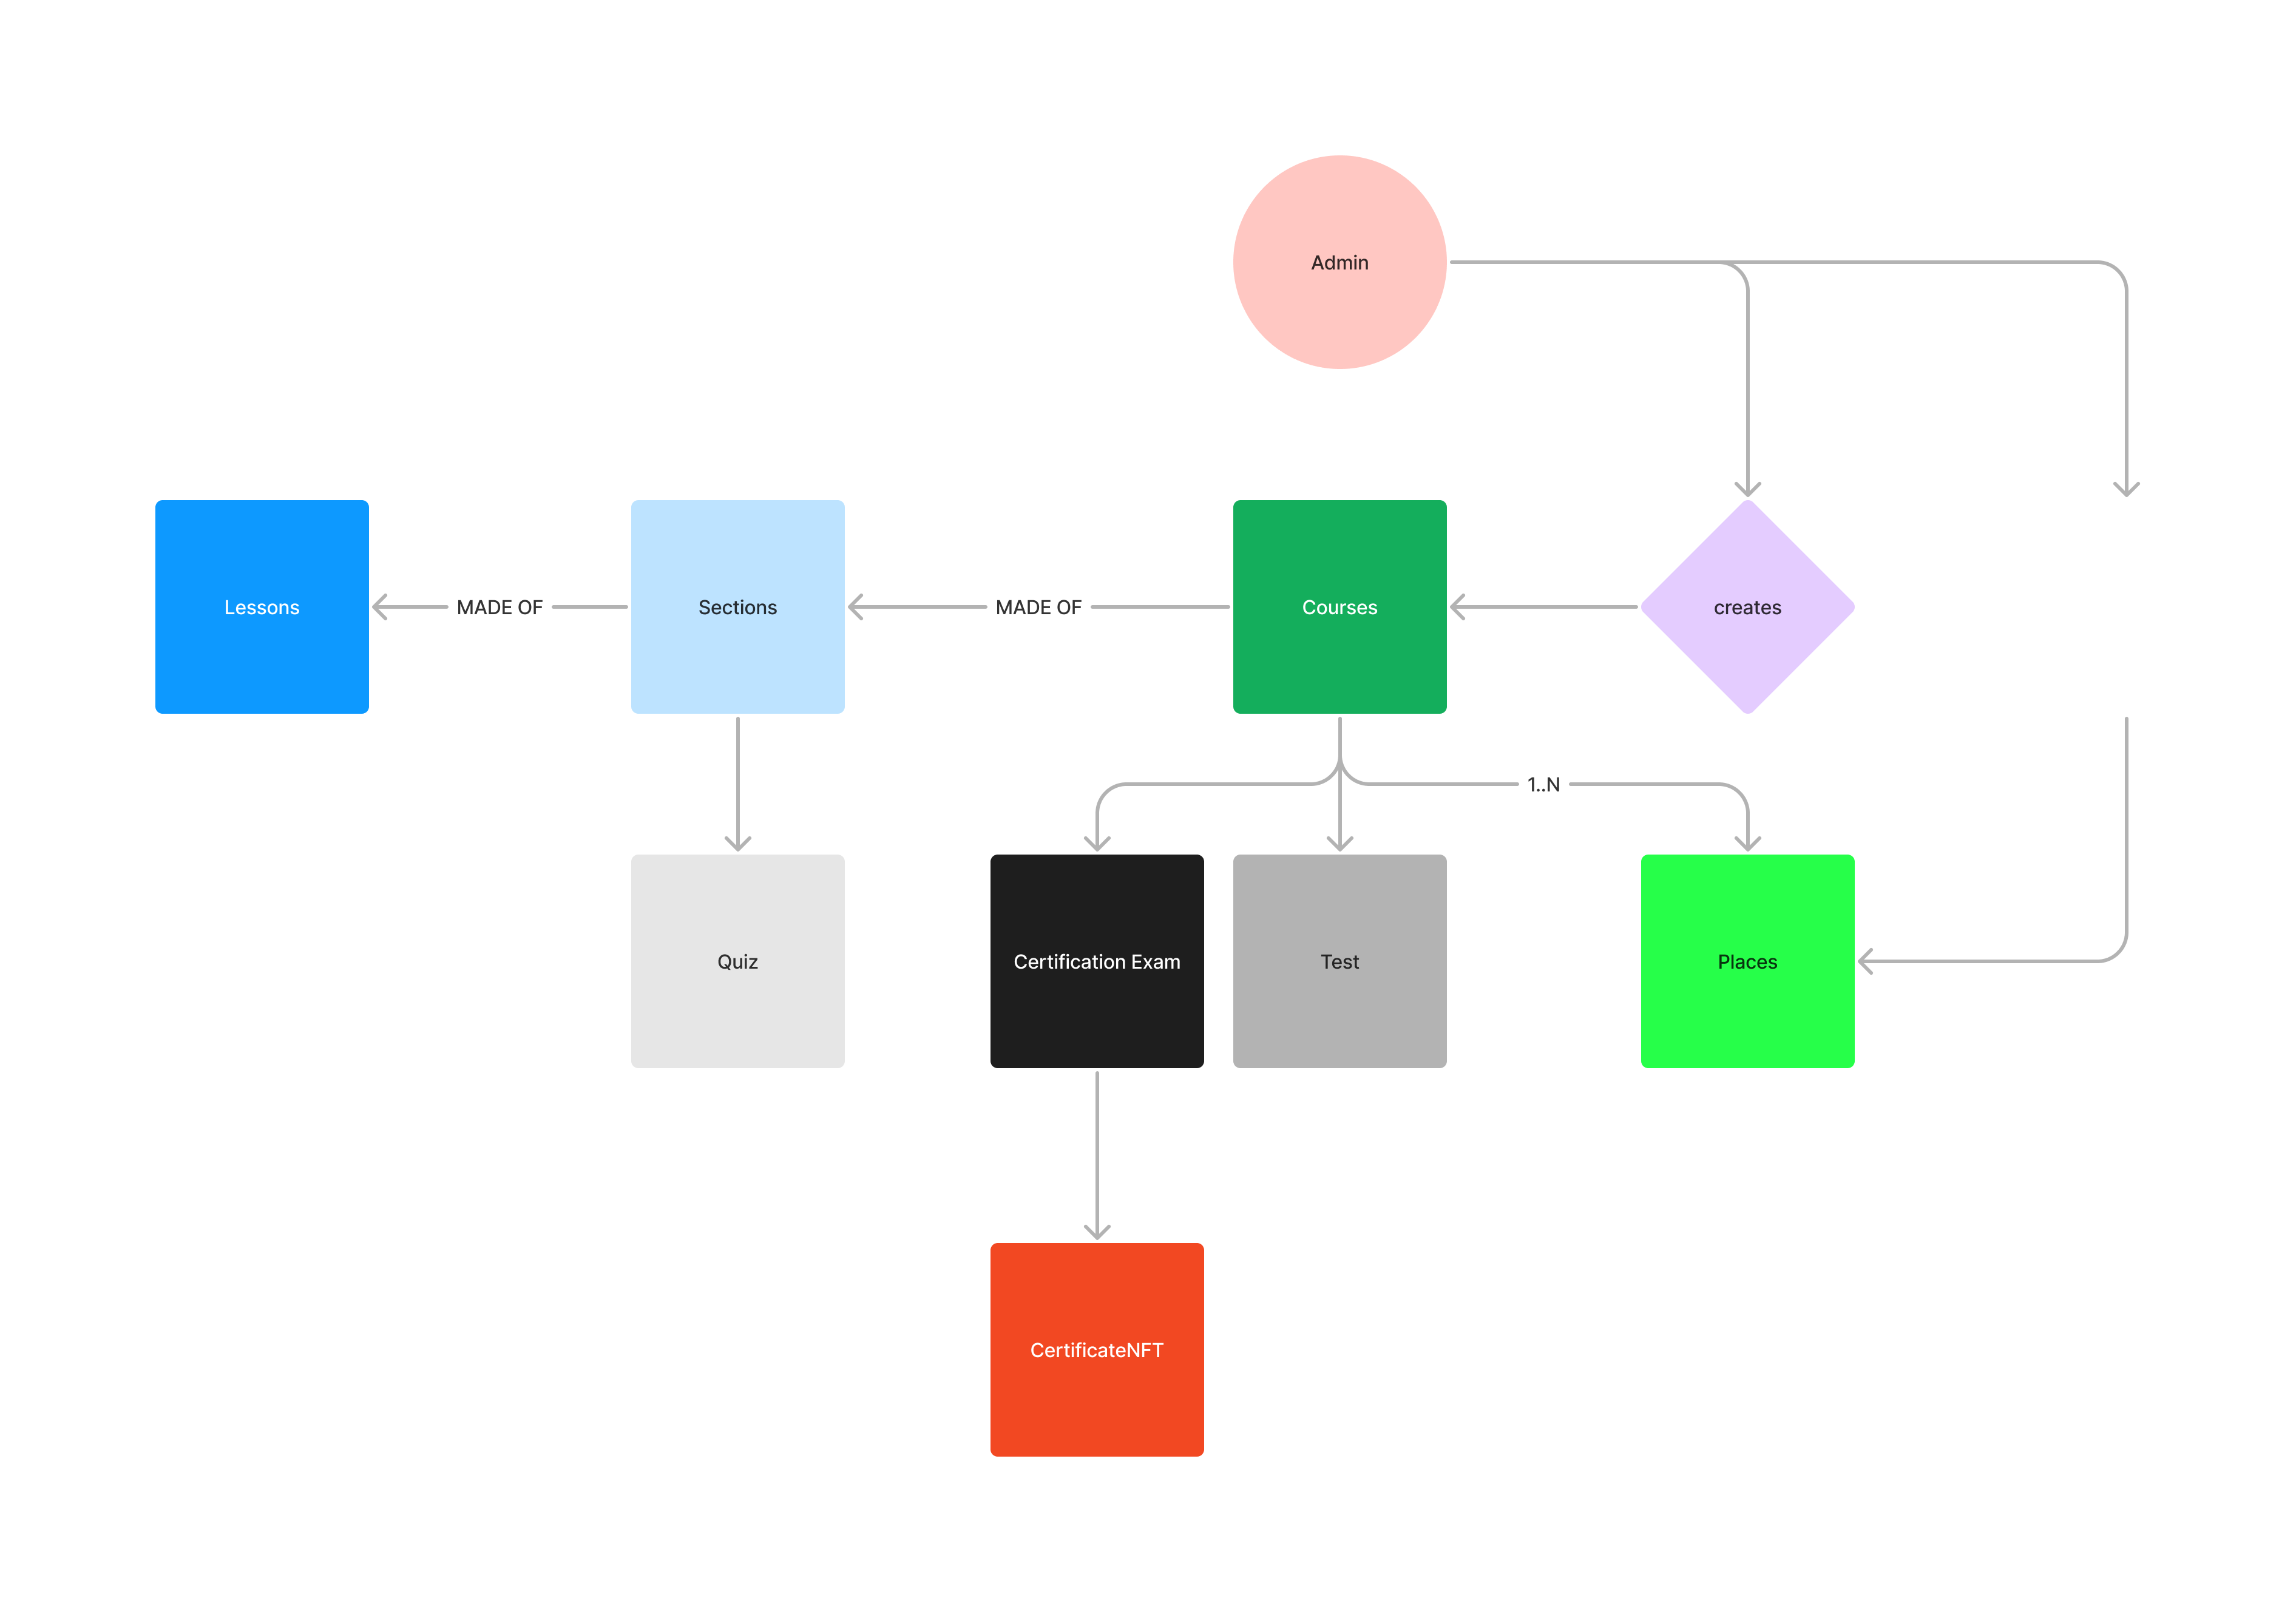 Admin
Lessons
MADE OF
Sections
MADE OF
Courses
creates
1..N
Quiz
Certification Exam
Test
Places
CertificateNFT